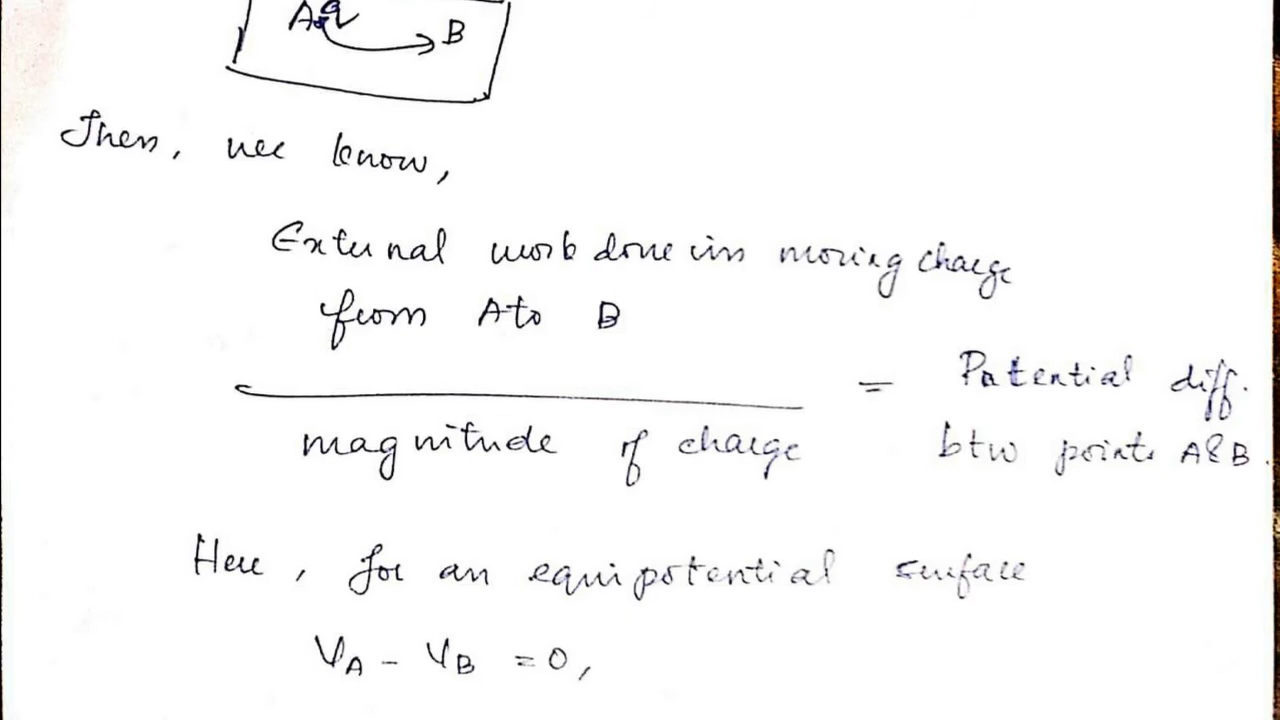 A q B
Then, we know,
External work done in moving charge
from A to B
magnitude of charge
= Potential diff.
btw points A & B.
Here, for an equipotential surface
VA - VB = 0,